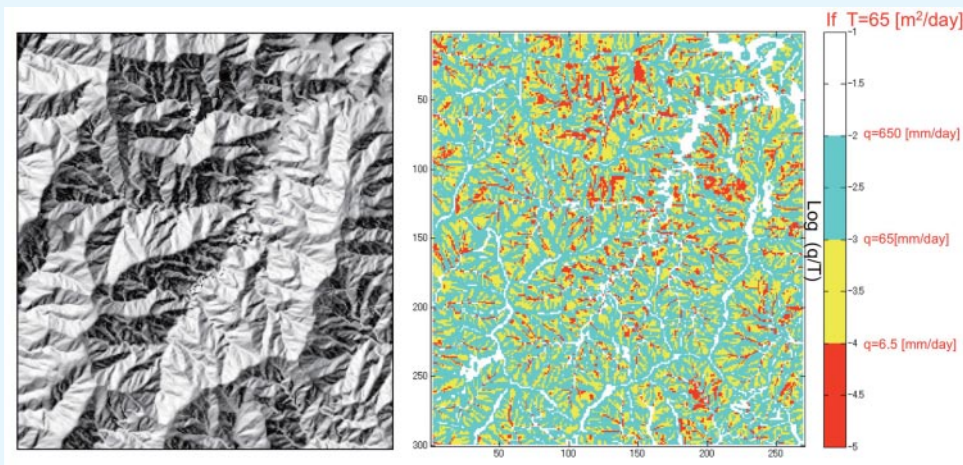 If T=65 [m²/day]
-1
-1.5
-2 q=650 [mm/day]
-2.5
-3 q=65[mm/day]
-3.5
-4 q=6.5 [mm/day]
-4.5
-5
Log (q/T)
50
100
150
200
250
300
50 100 150 200 250